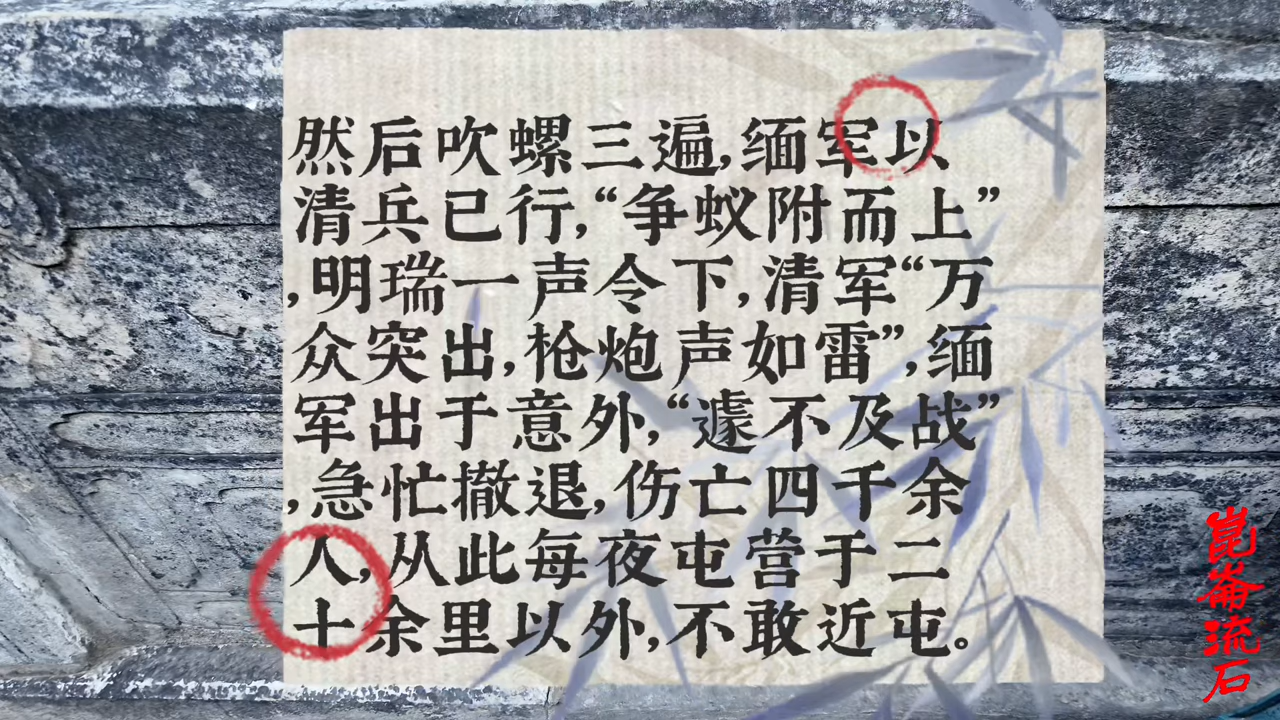 然后吹螺三遍,缅军以
清兵已行,“争蚁附而上”
,明瑞一声令下,清军“万
众突出,枪炮声如雷”,缅
军出于意外,“遽不及战”
,急忙撤退,伤亡四千余
人,从此每夜屯营于二
十余里以外,不敢近屯。
崑崙流石